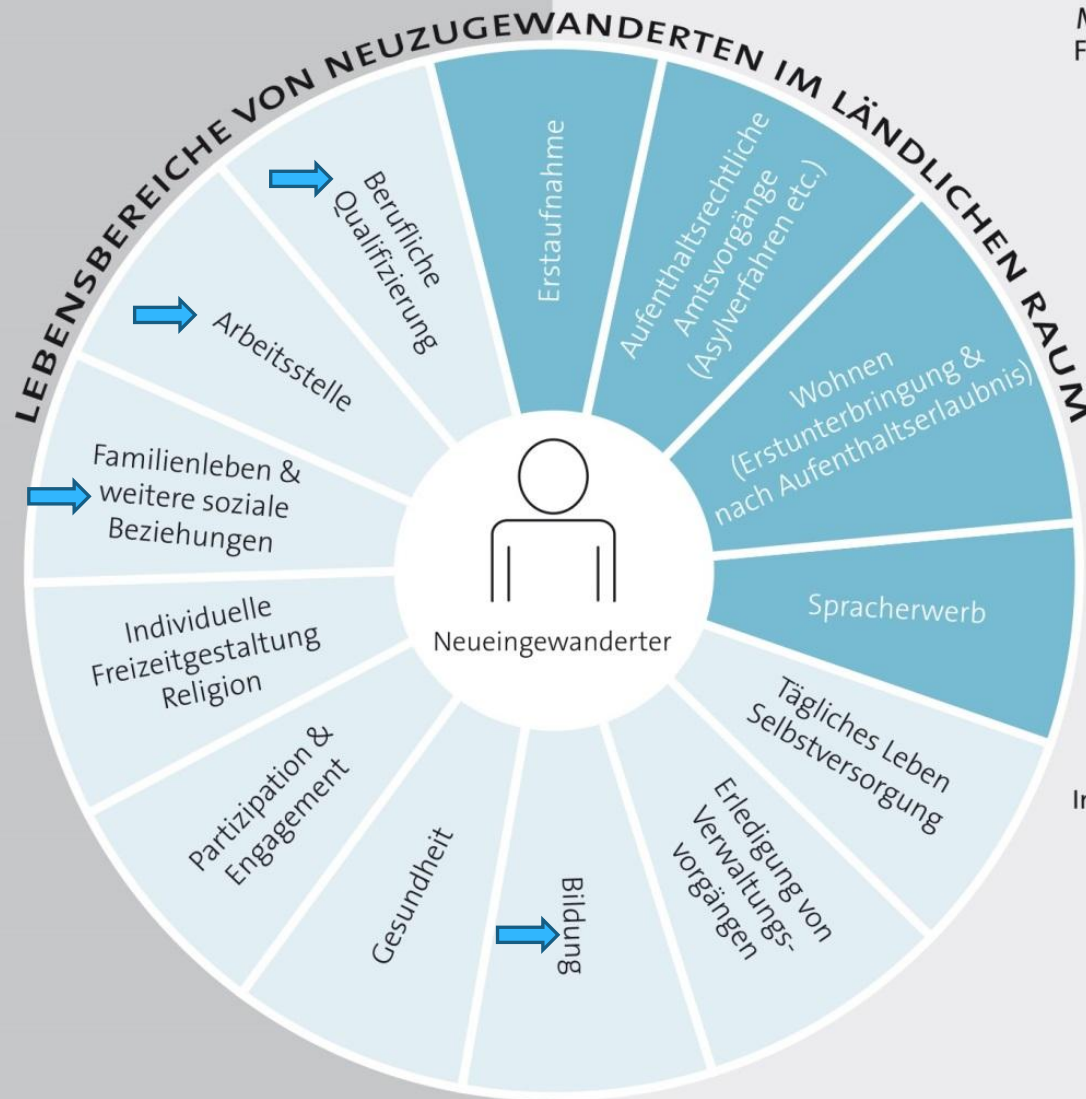 LEBENSBEREICHE VON NEUZUGEWANDERTEN IM LÄNDLICHEN RAUM
Erstaufnahme
Aufenthaltsrechtliche
Amtsvorgänge
(Asylverfahren etc.)
Wohnen
(Erstunterbringung &
nach Aufenthaltserlaubnis)
Spracherwerb
Tägliches Leben
Selbstversorgung
Erledigung von
Verwaltungs-
vorgängen
Bildung
Gesundheit
Partizipation &
Engagement
Individuelle
Freizeitgestaltung
Religion
Familienleben &
weitere soziale
Beziehungen
Arbeitsstelle
Berufliche
Qualifizierung
Neueingewanderter